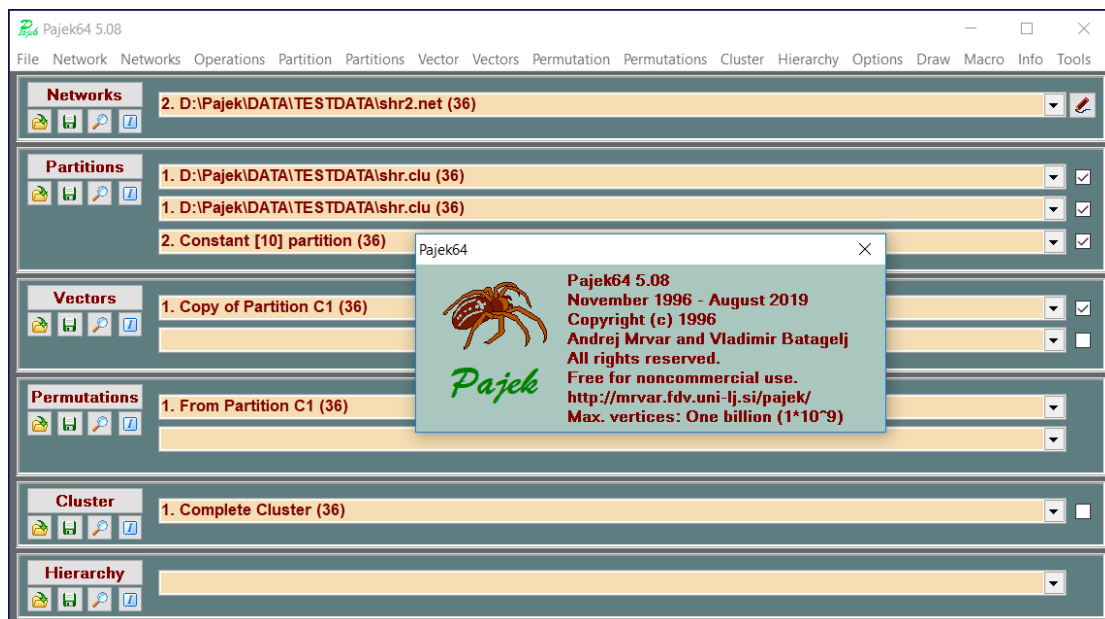 Pajek64 5.08
File Network Networks Operations Partition Partitions Vector Vectors Permutation Permutations Cluster Hierarchy Options Draw Macro Info Tools
Networks
2. D:\Pajek\DATA\TESTDATA\shr2.net (36)
Partitions
1. D:\Pajek\DATA\TESTDATA\shr.clu (36)
1. D:\Pajek\DATA\TESTDATA\shr.clu (36)
2. Constant [10] partition (36)
Pajek64
Pajek64 5.08
November 1996 - August 2019
Copyright (c) 1996
Andrej Mrvar and Vladimir Batagelj
All rights reserved.
Free for noncommercial use.
http://mrvar.fdv.uni-lj.si/pajek/
Max. vertices: One billion (1*10^9)
Pajek
Vectors
1. Copy of Partition C1 (36)
Permutations
1. From Partition C1 (36)
Cluster
1. Complete Cluster (36)
Hierarchy